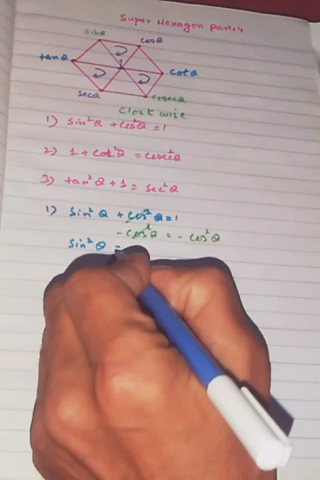 Super Hexagon part-4
sinθ cosθ
tanθ 1 cotθ
secθ cosecθ
clock wise
1) sin²θ + cos²θ = 1
2) 1 + cot²θ = cosec²θ
3) tan²θ + 1 = sec²θ
1) sin²θ + cos²θ = 1
- cos²θ = - cos²θ
sin²θ =